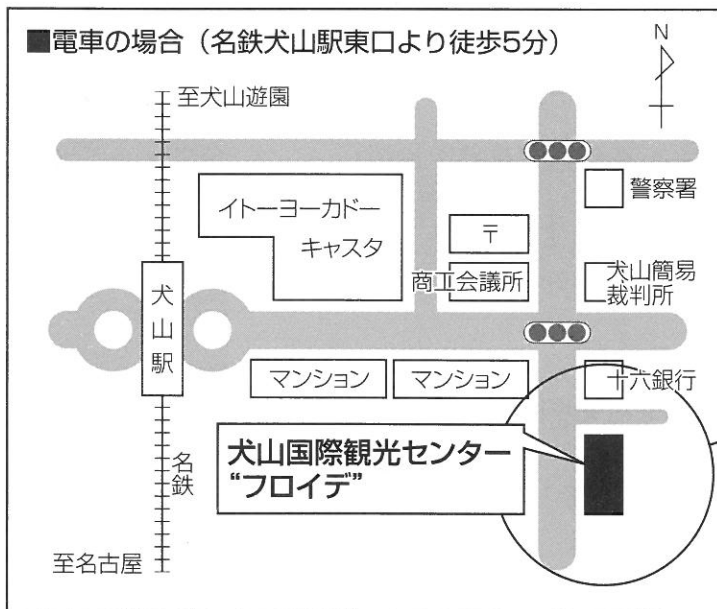 ■電車の場合（名鉄犬山駅東口より徒歩5分）
N
至犬山遊園
イトーヨーカドー
キャスタ
〒
商工会議所
警察署
犬山簡易
裁判所
犬山駅
マンション
マンション
十六銀行
犬山国際観光センター
“フロイデ”
名鉄
至名古屋